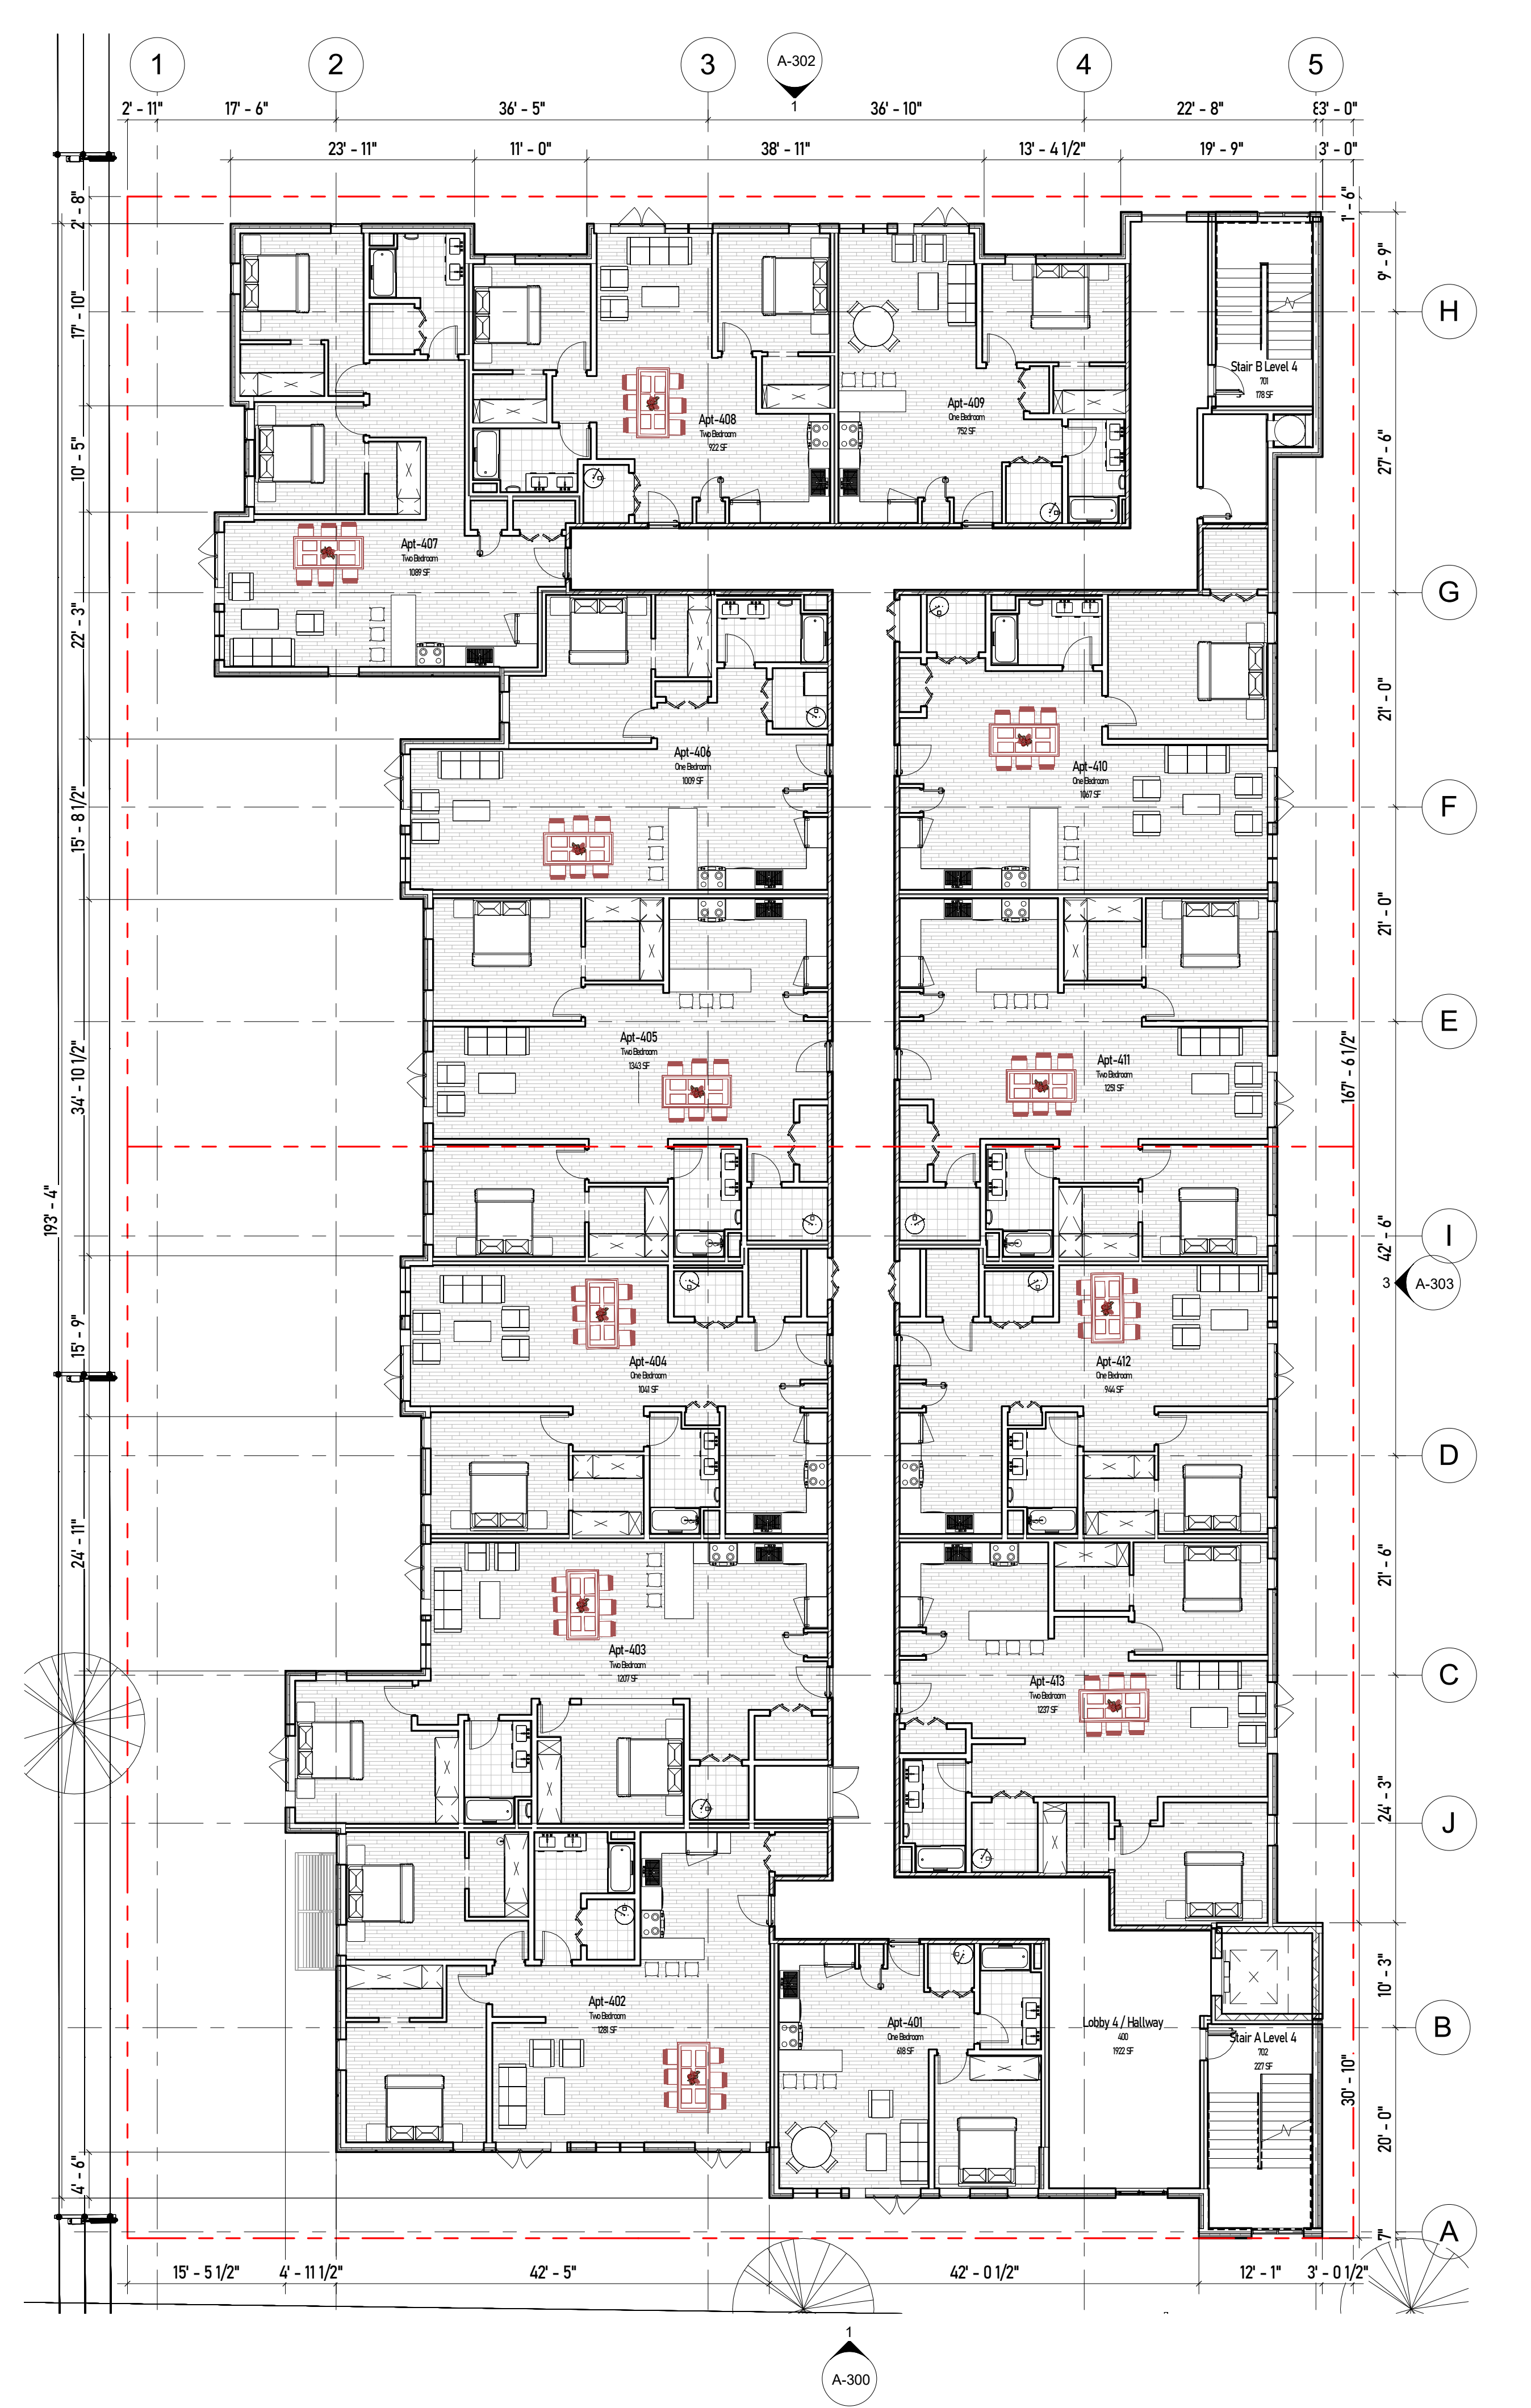 1
2
3
A-302
1
4
5
2' - 11"
17' - 6"
36' - 5"
36' - 10"
22' - 8"
3' - 0"
23' - 11"
11' - 0"
38' - 11"
13' - 4 1/2"
19' - 9"
3' - 0"
2' - 8"
17' - 10"
10' - 5"
22' - 3"
15' - 8 1/2"
34' - 10 1/2"
193' - 4"
15' - 9"
24' - 11"
4' - 6"
1' - 6"
9' - 9"
27' - 6"
21' - 0"
21' - 0"
167' - 6 1/2"
42' - 6"
21' - 6"
24' - 3"
10' - 3"
30' - 10"
20' - 0"
7"
H
G
F
E
I
3
A-303
D
C
J
B
A
Stair B Level 4
701
178 SF
Apt-409
One Bedroom
752 SF
Apt-408
Two Bedroom
922 SF
Apt-407
Two Bedroom
1089 SF
Apt-406
One Bedroom
1009 SF
Apt-410
One Bedroom
1067 SF
Apt-405
Two Bedroom
1343 SF
Apt-411
Two Bedroom
1251 SF
Apt-404
One Bedroom
1041 SF
Apt-412
One Bedroom
944 SF
Apt-403
Two Bedroom
1207 SF
Apt-413
Two Bedroom
1237 SF
Apt-402
Two Bedroom
1281 SF
Apt-401
One Bedroom
618 SF
Lobby 4 / Hallway
400
1922 SF
Stair A Level 4
702
227 SF
15' - 5 1/2"
4' - 11 1/2"
42' - 5"
42' - 0 1/2"
12' - 1"
3' - 0 1/2"
1
A-300